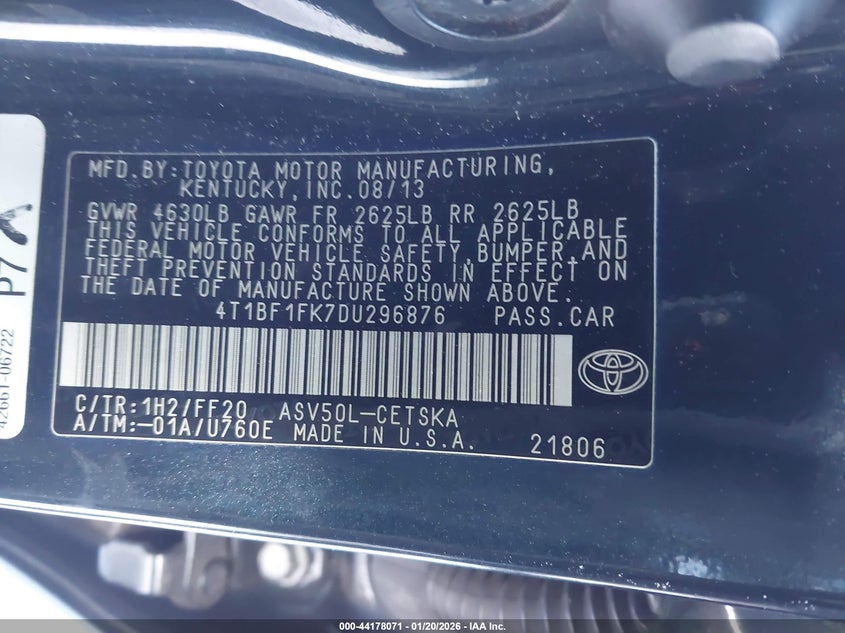 MFD.BY:TOYOTA MOTOR MANUFACTURING,
KENTUCKY,INC.08/13
GVWR 4630LB GAWR FR 2625LB RR 2625LB
THIS VEHICLE CONFORMS TO ALL APPLICABLE
FEDERAL MOTOR VEHICLE SAFETY,BUMPER,AND
THEFT PREVENTION STANDARDS IN EFFECT ON
THE DATE OF MANUFACTURE SHOWN ABOVE.
4T1BF1FK7DU296876 PASS.CAR
C/TR:1H2/FF20 ASV50L-CETSKA
A/TM:-01A/U760E MADE IN U.S.A. 21806
P7
42661-06722
000-44178071 - 01/20/2026 - IAA Inc.